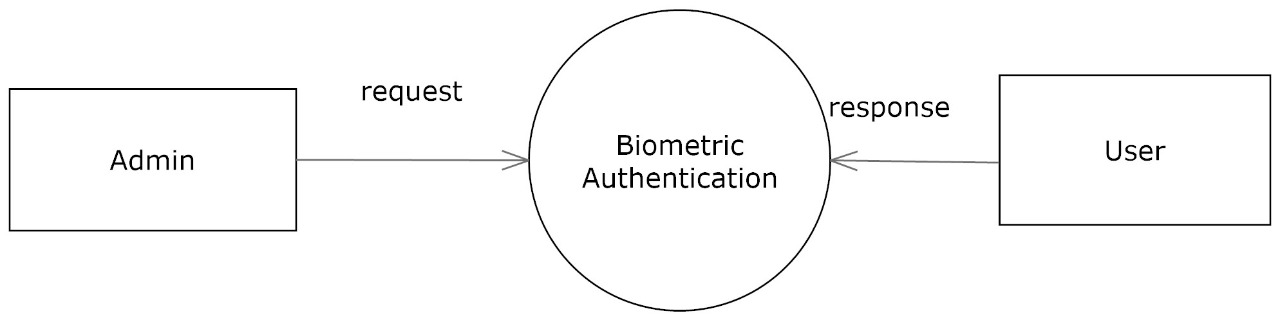 Admin
request
Biometric
Authentication
response
User